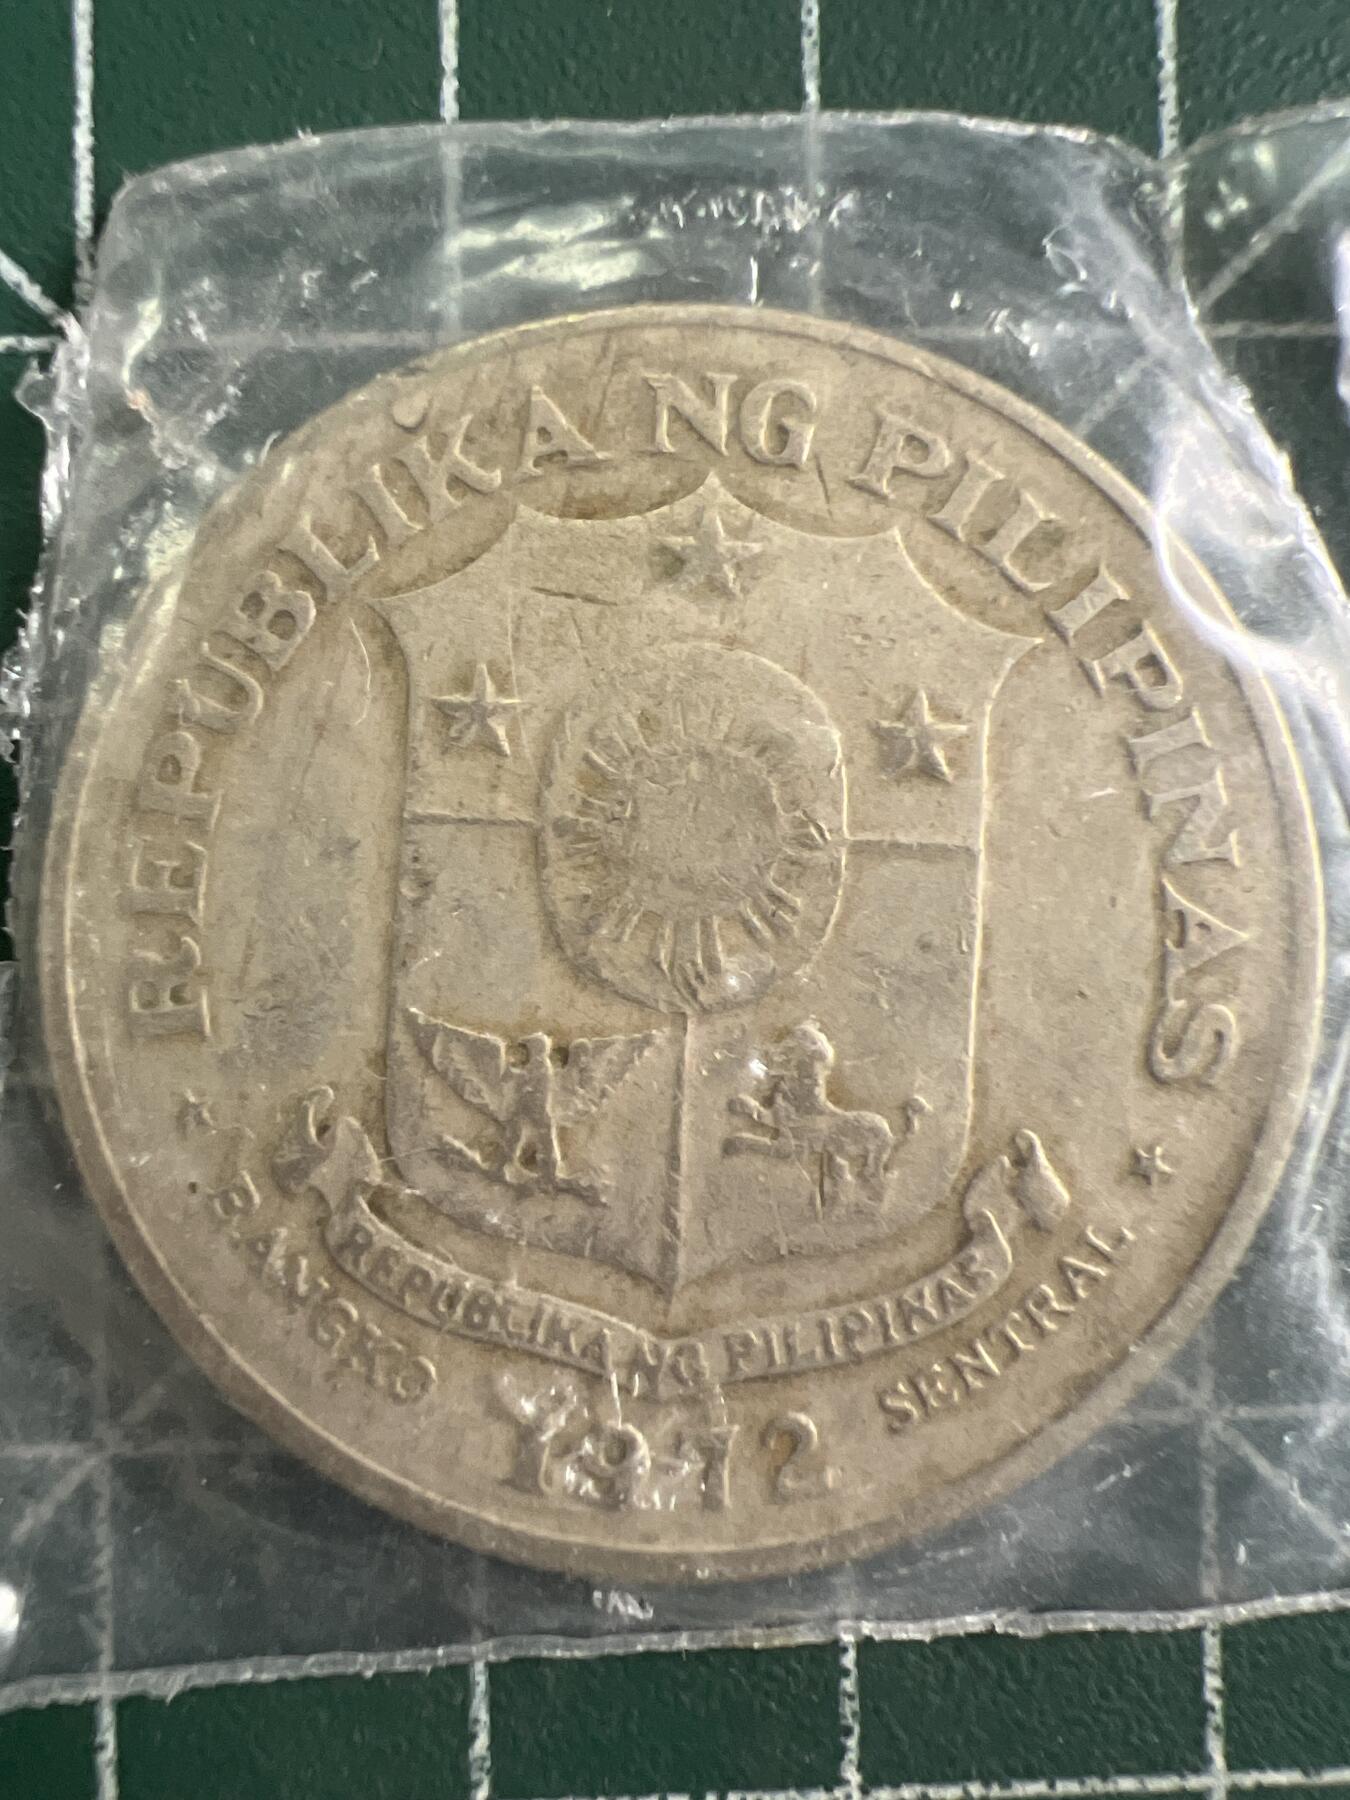 REPUBLIKA NG PILIPINAS
REPUBLIKA NG PILIPINAS
BANGKO SENTRAL
1972